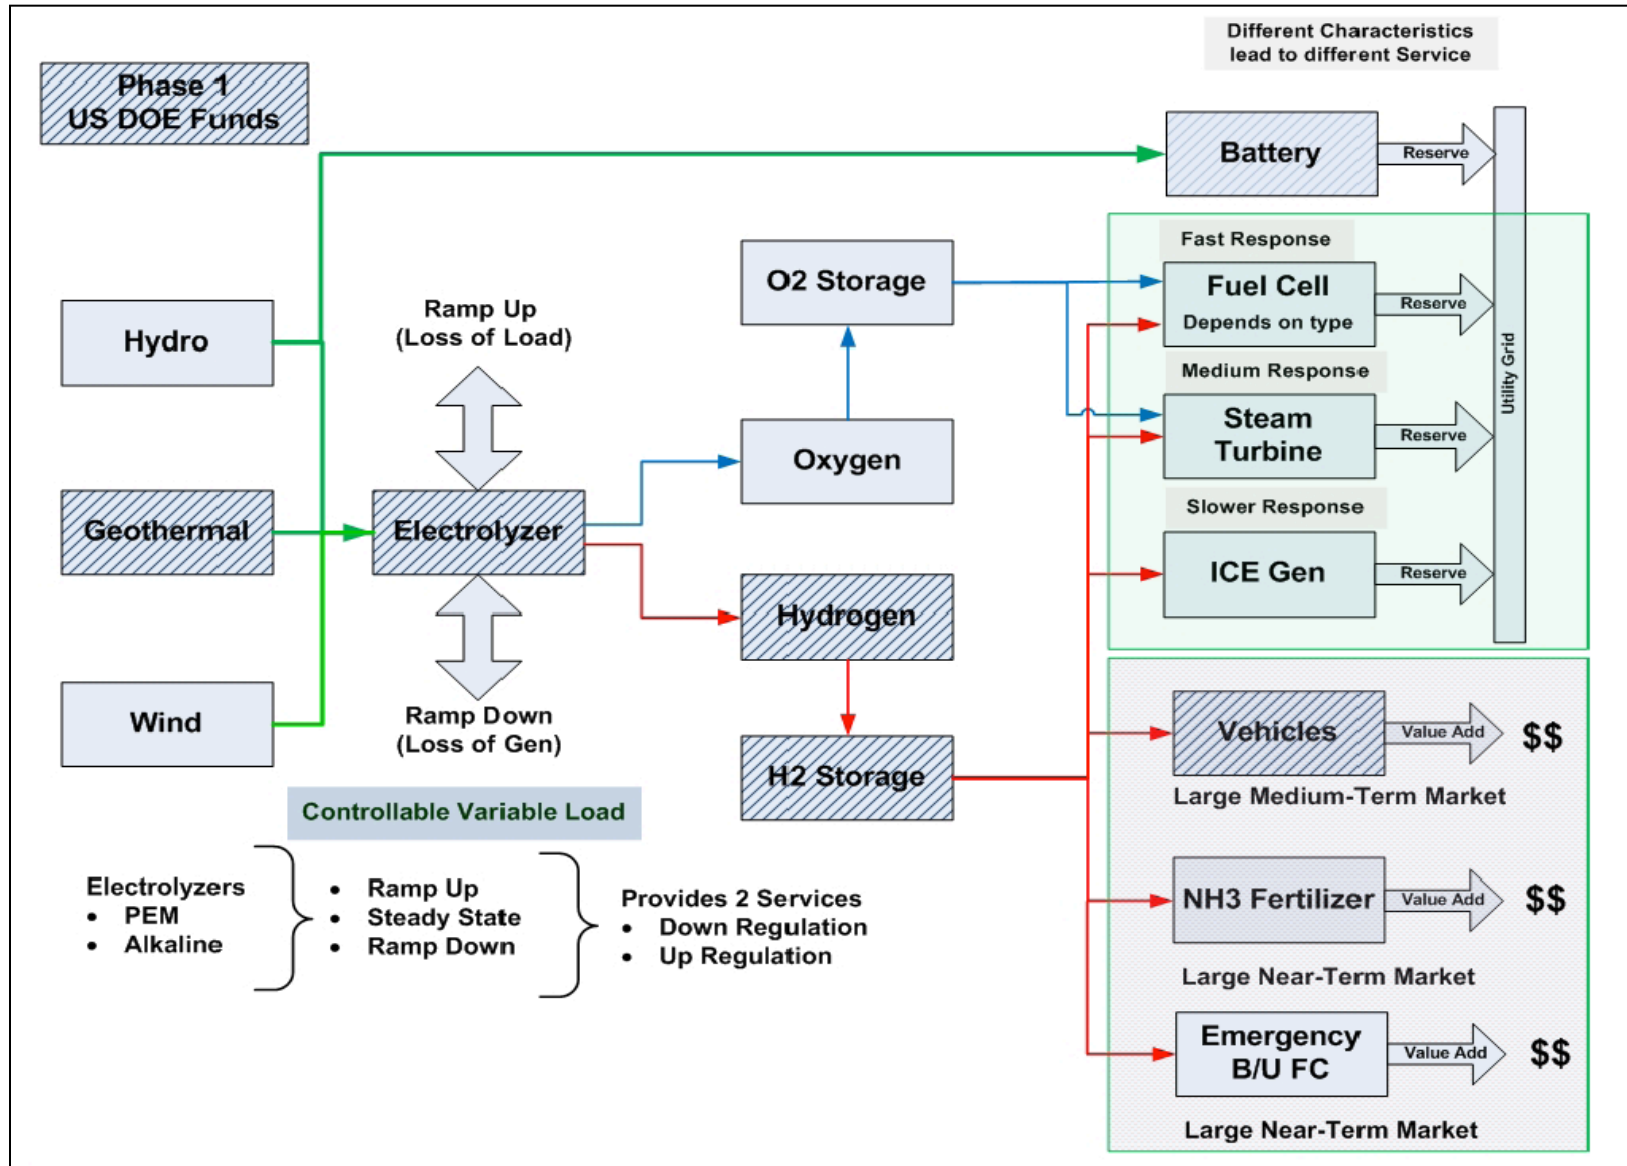 Different Characteristics
lead to different Service
Phase 1
US DOE Funds
Battery
Reserve
Fast Response
O2 Storage
Fuel Cell
Depends on type
Reserve
Utility Grid
Hydro
Ramp Up
(Loss of Load)
Medium Response
Steam
Turbine
Reserve
Oxygen
Slower Response
Geothermal
Electrolyzer
ICE Gen
Reserve
Hydrogen
Wind
Ramp Down
(Loss of Gen)
Vehicles
Value Add
$$
H2 Storage
Large Medium-Term Market
Controllable Variable Load
Electrolyzers
• PEM
• Alkaline
• Ramp Up
• Steady State
• Ramp Down
Provides 2 Services
• Down Regulation
• Up Regulation
NH3 Fertilizer
Value Add
$$
Large Near-Term Market
Emergency
B/U FC
Value Add
$$
Large Near-Term Market